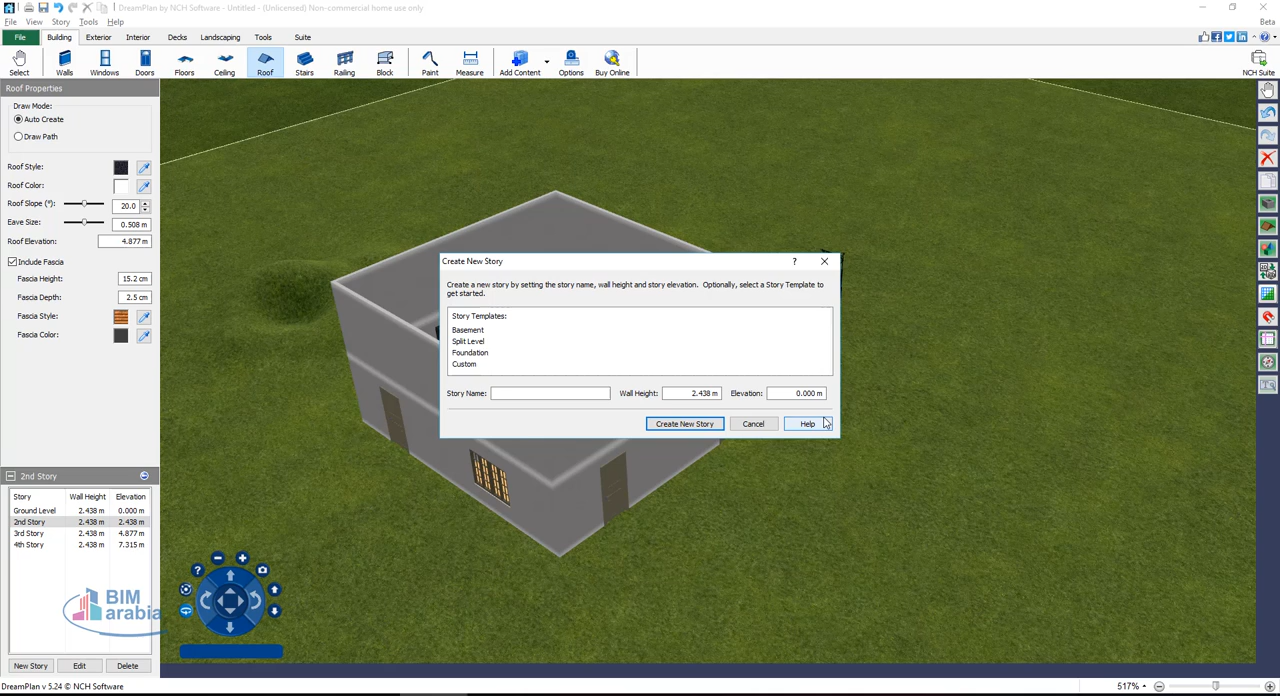 DreamPlan by NCH Software - Untitled - (Unlicensed) Non-commercial home use only
File View Story Tools Help
Beta
File Building Exterior Interior Decks Landscaping Tools Suite
Select Walls Windows Doors Floors Ceiling Roof Stairs Railing Block Paint Measure Add Content Options Buy Online NCH Suite
Roof Properties
Draw Mode:
Auto Create
Draw Path
Roof Style:
Roof Color:
Roof Slope (°): 20.0
Eave Size: 0.508 m
Roof Elevation: 4.877 m
Include Fascia
Fascia Height: 15.2 cm
Fascia Depth: 2.5 cm
Fascia Style:
Fascia Color:
Create New Story
Create a new story by setting the story name, wall height and story elevation. Optionally, select a Story Template to
get started.
Story Templates:
Basement
Split Level
Foundation
Custom
Story Name: Wall Height: 2.438 m Elevation: 0.000 m
Create New Story Cancel Help
2nd Story
Story Wall Height Elevation
Ground Level 2.438 m 0.000 m
2nd Story 2.438 m 2.438 m
3rd Story 2.438 m 4.877 m
4th Story 2.438 m 7.315 m
BIM
arabia
New Story Edit Delete
DreamPlan v 5.24 © NCH Software
517%